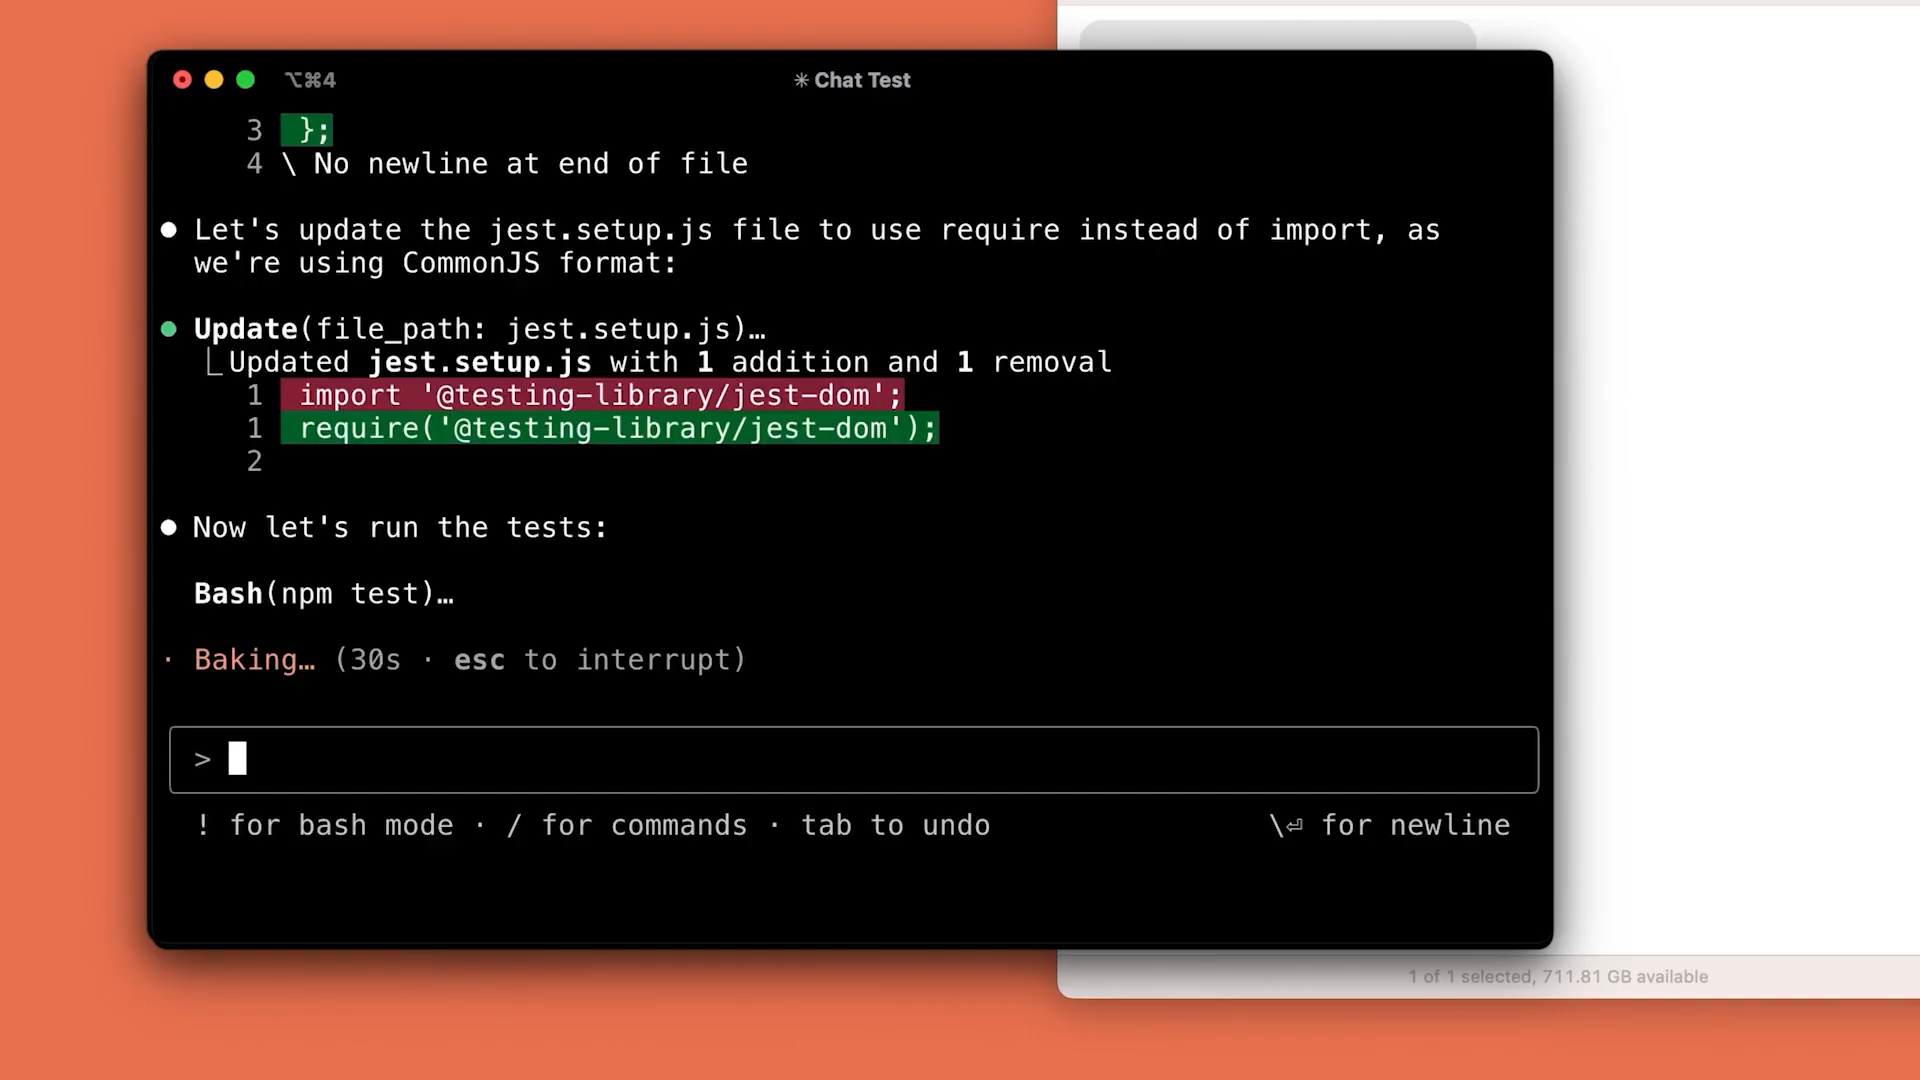 ⌥⌘4
✳ Chat Test
3 };
4 \ No newline at end of file
● Let's update the jest.setup.js file to use require instead of import, as
we're using CommonJS format:
● Update(file_path: jest.setup.js)…
⎿Updated jest.setup.js with 1 addition and 1 removal
1 import '@testing-library/jest-dom';
1 require('@testing-library/jest-dom');
2
● Now let's run the tests:
Bash(npm test)…
· Baking… (30s · esc to interrupt)
>
! for bash mode · / for commands · tab to undo
\⏎ for newline
1 of 1 selected, 711.81 GB available